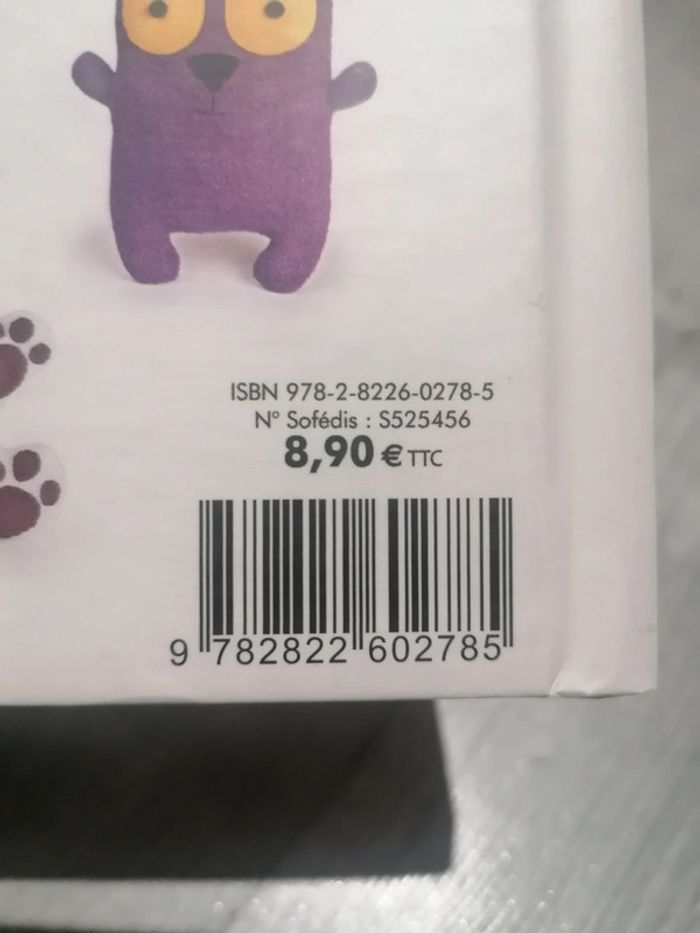 ISBN 978-2-8226-0278-5
N° Sofédis : S525456
8,90 € TTC
9 782822 602785